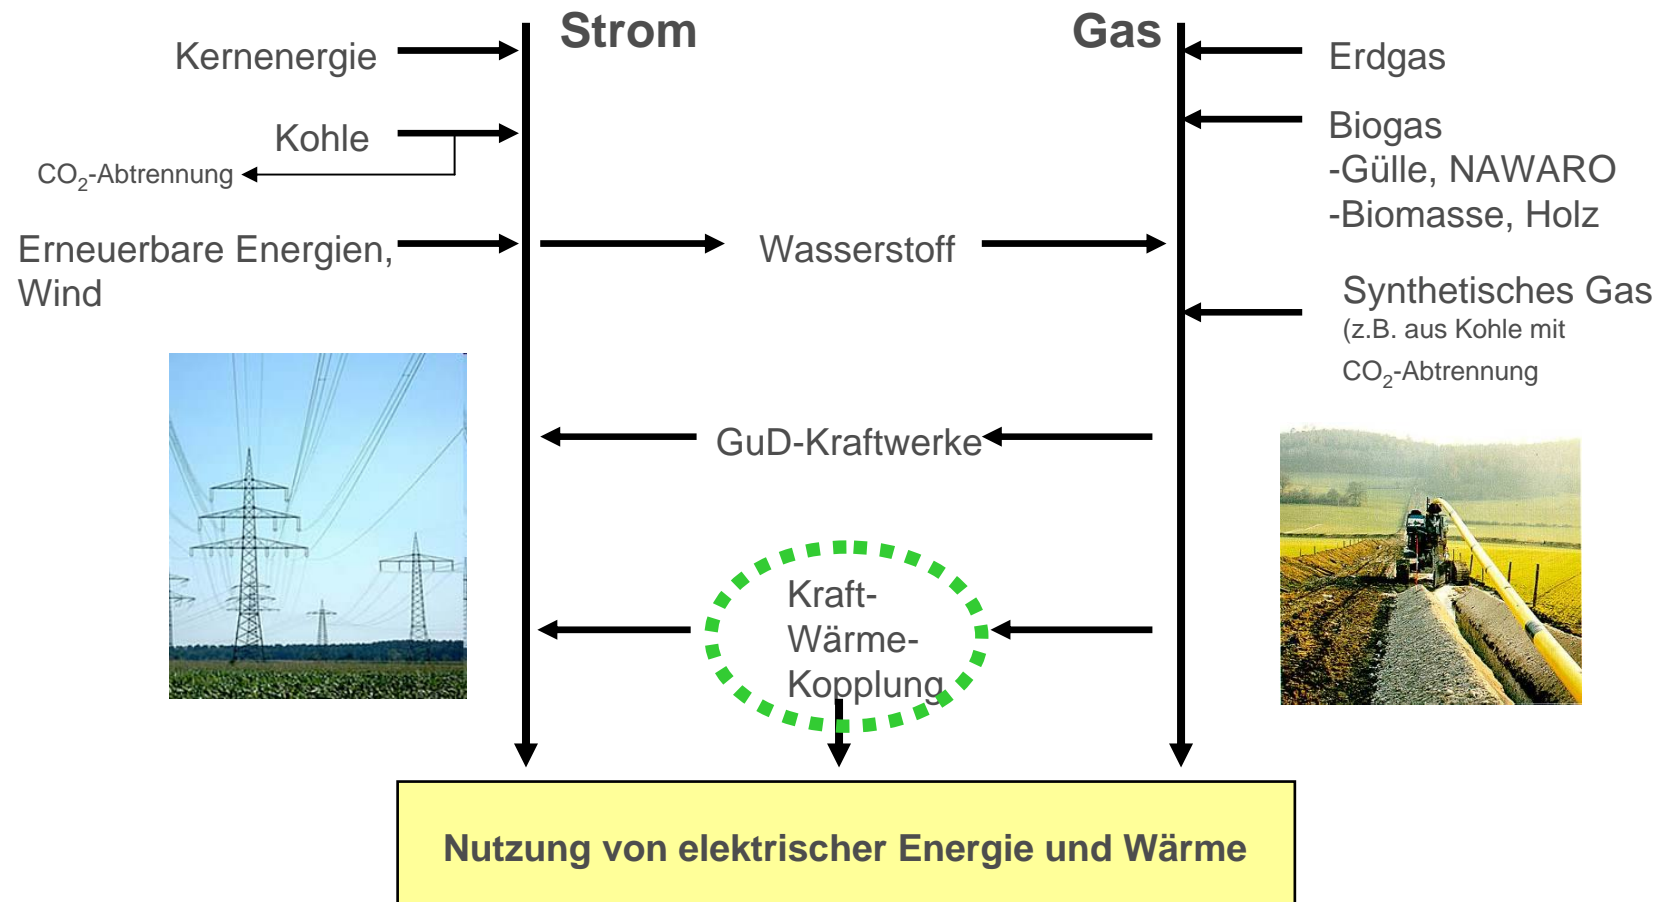 Strom
Gas
Kernenergie
Erdgas
Kohle
CO₂-Abtrennung
Biogas
-Gülle, NAWARO
-Biomasse, Holz
Erneuerbare Energien,
Wind
Wasserstoff
Synthetisches Gas
(z.B. aus Kohle mit
CO₂-Abtrennung
GuD-Kraftwerke
Kraft-
Wärme-
Kopplung
Nutzung von elektrischer Energie und Wärme